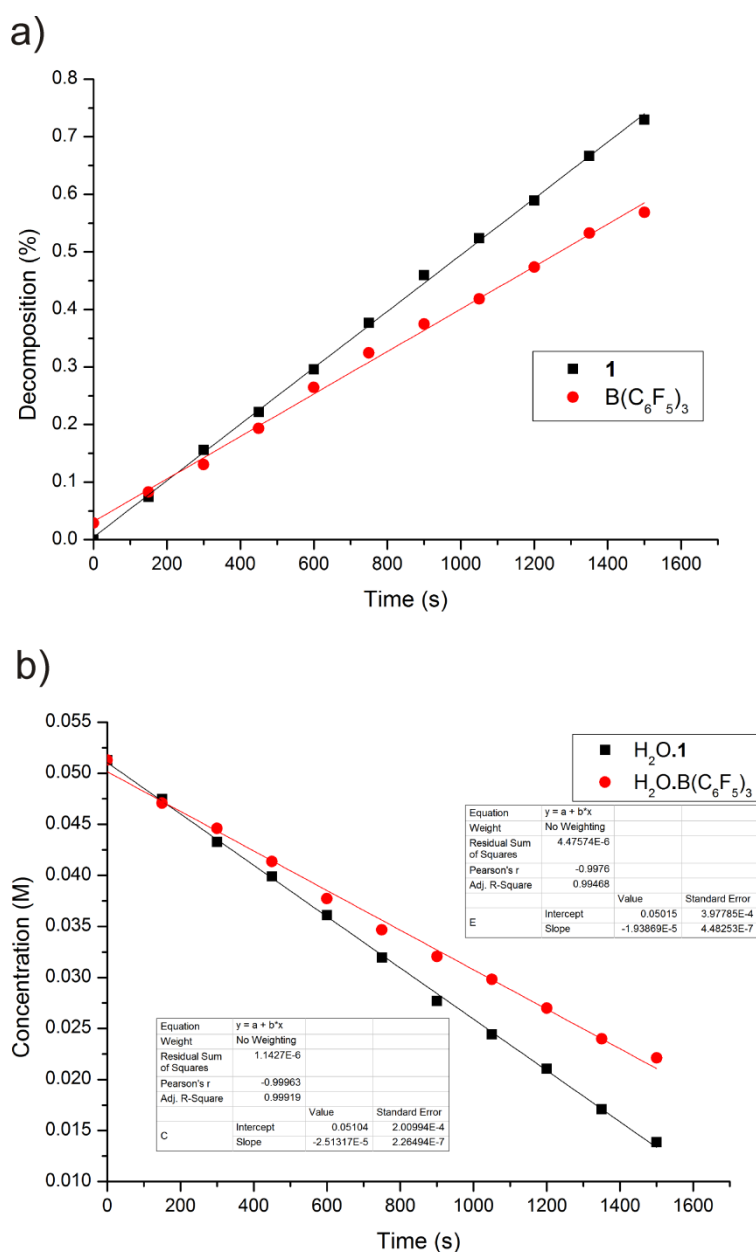 a)
0.8
0.7
0.6
0.5
0.4
0.3
0.2
0.1
0.0
Decomposition (%)
1
B(C₆F₅)₃
0 200 400 600 800 1000 1200 1400 1600
Time (s)
b)
0.055
0.050
0.045
0.040
0.035
0.030
0.025
0.020
0.015
0.010
Concentration (M)
H₂O.1
H₂O.B(C₆F₅)₃
Equation y = a + b*x
Weight No Weighting
Residual Sum of Squares 4.47574E-6
Pearson's r -0.9976
Adj. R-Square 0.99468
Value Standard Error
E Intercept 0.05015 3.97785E-4
Slope -1.93869E-5 4.48253E-7
Equation y = a + b*x
Weight No Weighting
Residual Sum of Squares 1.1427E-6
Pearson's r -0.99963
Adj. R-Square 0.99919
Value Standard Error
C Intercept 0.05104 2.00994E-4
Slope -2.51317E-5 2.26494E-7
0 200 400 600 800 1000 1200 1400 1600
Time (s)